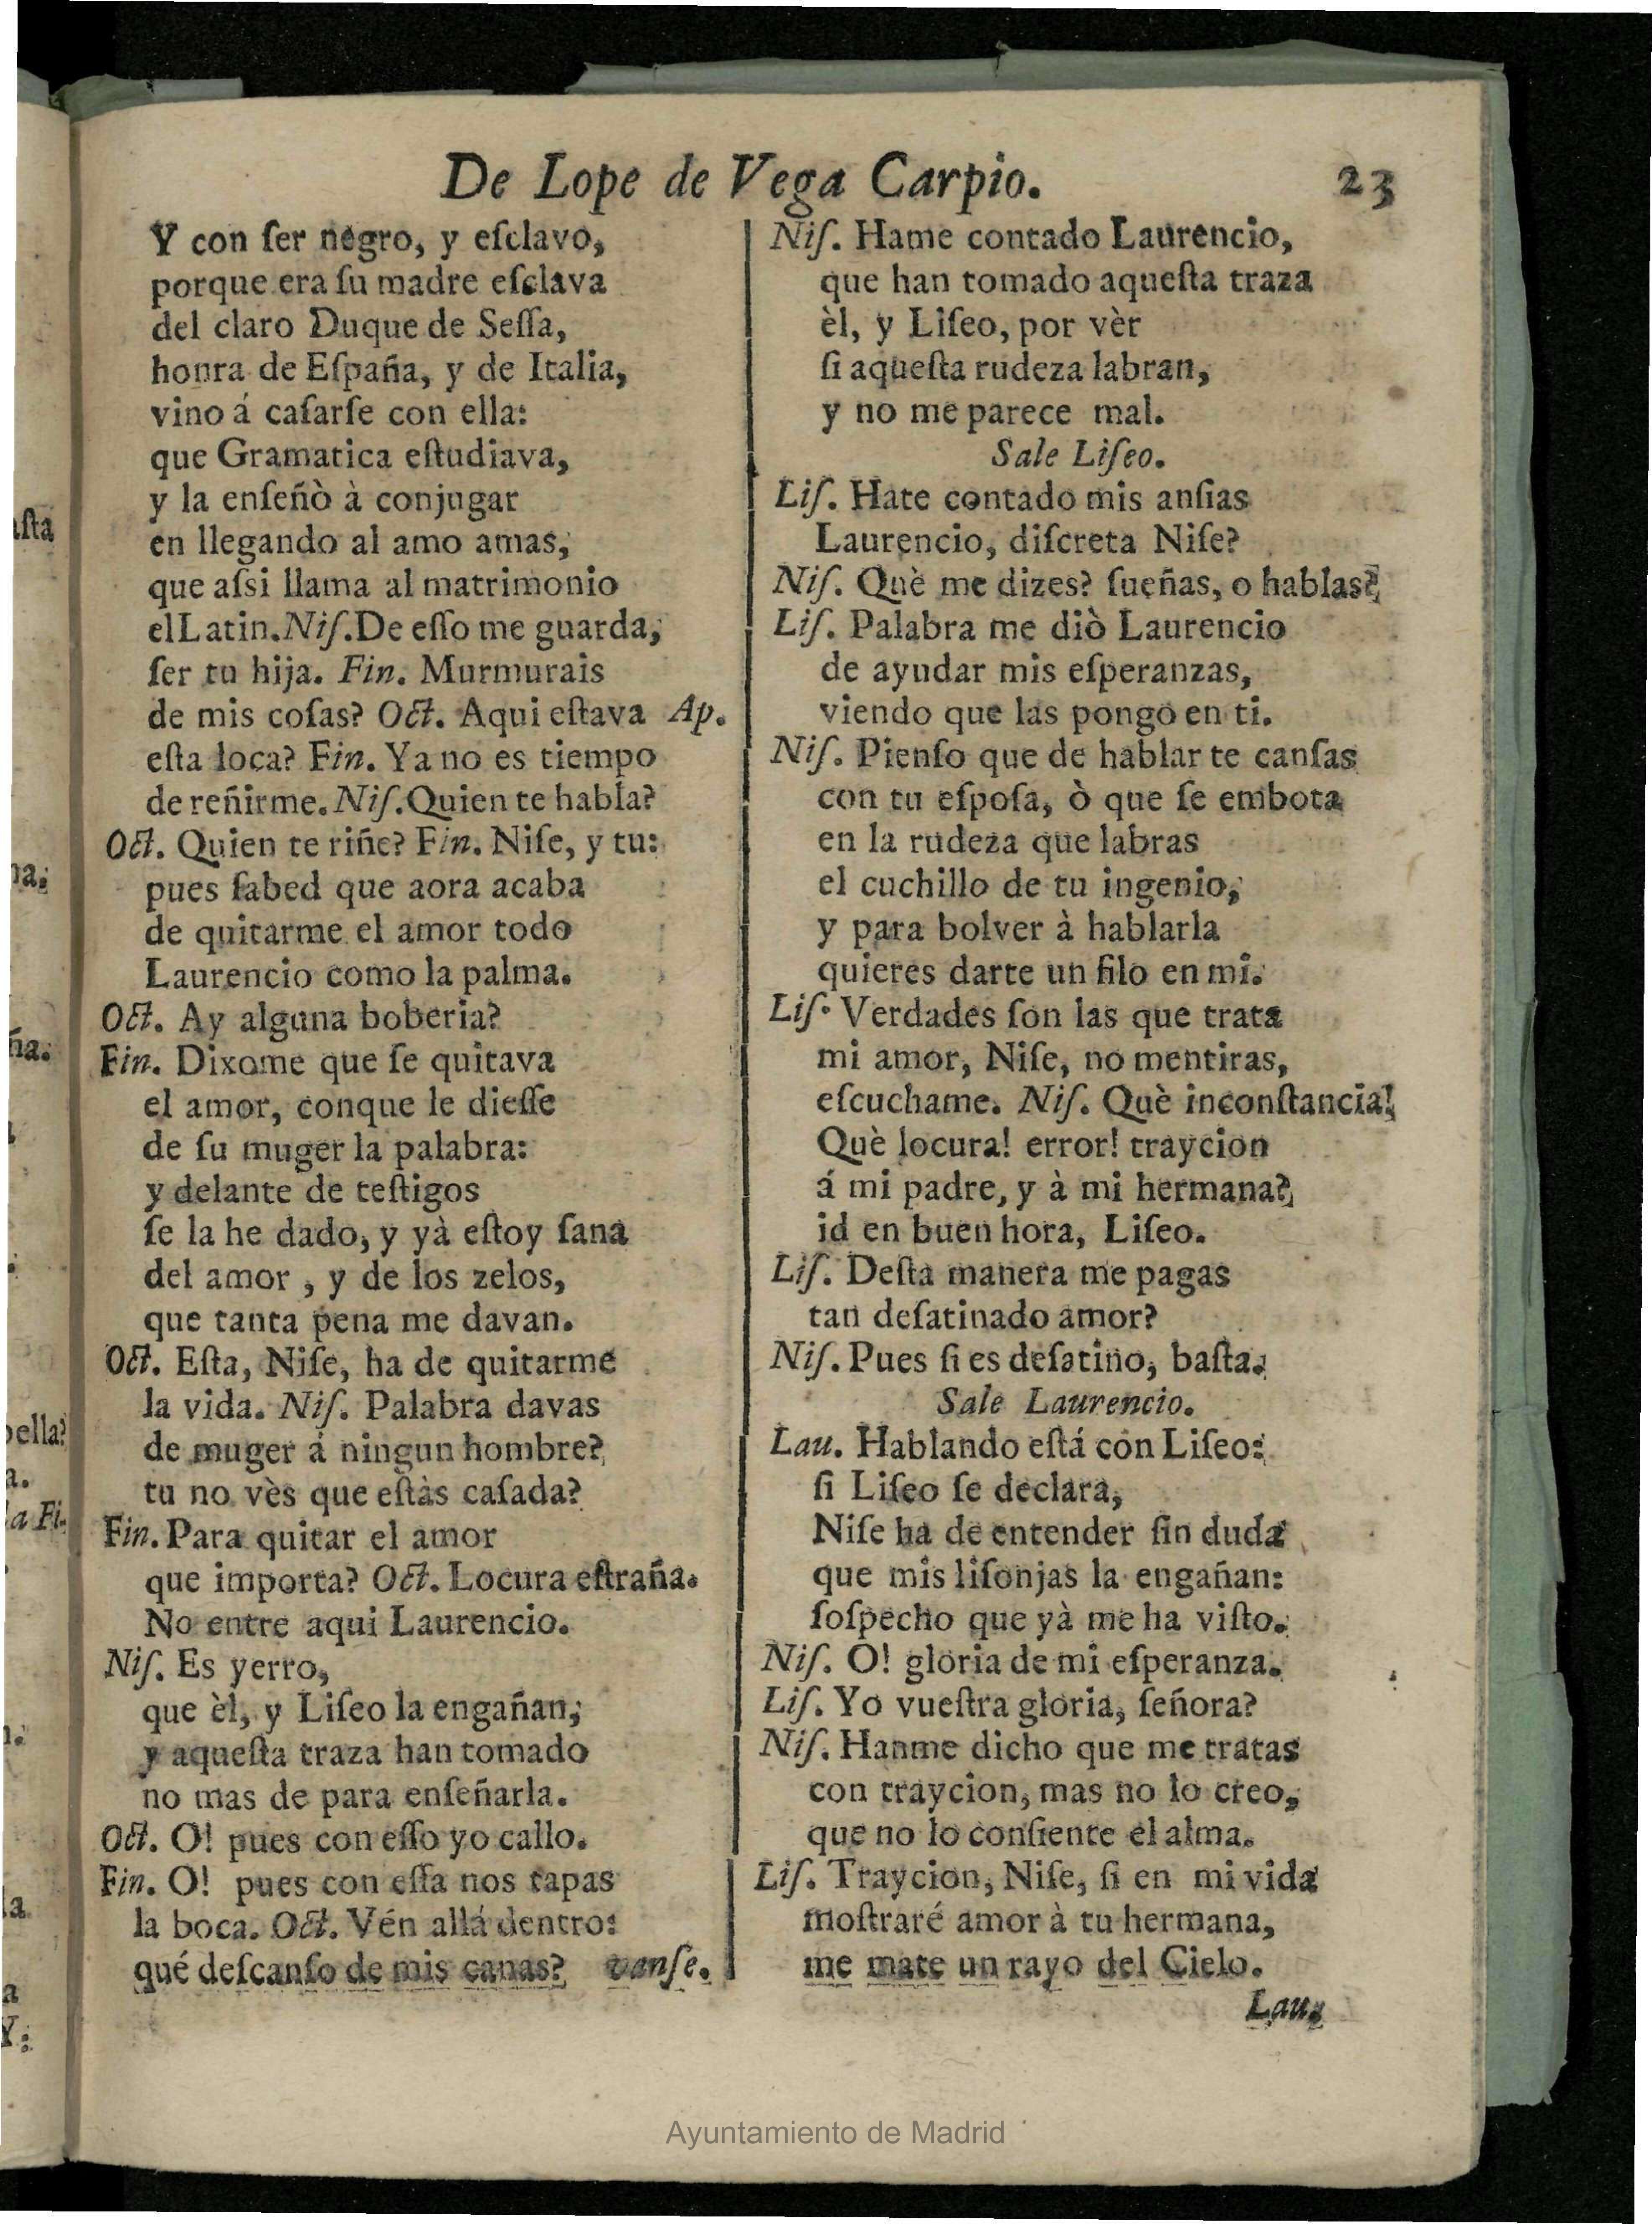 De Lope de Vega Carpio. 23
Y con ſer negro, y eſclavo,
porque era ſu madre eſclava
del claro Duque de Seſſa,
honra de Eſpaña, y de Italia,
vino á caſarſe con ella:
que Gramatica eſtudiava,
y la enſeñò à conjugar
en llegando al amo amas,
que aſsi llama al matrimonio
el Latin. Niſ. De eſſo me guarda,
ſer tu hija. Fin. Murmurais
de mis coſas? Oct. Aqui eſtava Ap.
eſta loca? Fin. Ya no es tiempo
de reñirme. Niſ. Quien te habla?
Oct. Quien te riñe? Fin. Niſe, y tu:
pues ſabed que aora acaba
de quitarme el amor todo
Laurencio como la palma.
Oct. Ay alguna boberia?
Fin. Dixome que ſe quitava
el amor, conque le dieſſe
de ſu muger la palabra:
y delante de teſtigos
ſe la he dado, y yà eſtoy ſana
del amor, y de los zelos,
que tanta pena me davan.
Oct. Eſta, Niſe, ha de quitarme
la vida. Niſ. Palabra davas
de muger á ningun hombre?
tu no vès que eſtàs caſada?
Fin. Para quitar el amor
que importa? Oct. Locura eſtraña.
No entre aqui Laurencio.
Niſ. Es yerro,
que èl, y Liſeo la engañan;
y aqueſta traza han tomado
no mas de para enſeñarla.
Oct. O! pues con eſſo yo callo.
Fin. O! pues con eſſa nos tapas
la boca. Oct. Vén allá dentro:
qué deſcanſo de mis canas? vanſe.
Niſ. Hame contado Laurencio,
que han tomado aqueſta traza
èl, y Liſeo, por vèr
ſi aqueſta rudeza labran,
y no me parece mal.
Sale Liſeo.
Liſ. Hate contado mis anſias
Laurencio, diſcreta Niſe?
Niſ. Què me dizes? ſueñas, o hablas?
Liſ. Palabra me diò Laurencio
de ayudar mis eſperanzas,
viendo que las pongo en ti.
Niſ. Pienſo que de hablar te canſas
con tu eſpoſa, ò que ſe embota
en la rudeza que labras
el cuchillo de tu ingenio,
y para bolver à hablarla
quieres darte un filo en mi.
Liſ. Verdades ſon las que trata
mi amor, Niſe, no mentiras,
eſcuchame. Niſ. Què inconſtancia!
Què locura! error! traycion
á mi padre, y à mi hermana?
id en buen hora, Liſeo.
Liſ. Deſta manera me pagas
tan deſatinado amor?
Niſ. Pues ſi es deſatino, baſta.
Sale Laurencio.
Lau. Hablando eſtá con Liſeo:
ſi Liſeo ſe declara,
Niſe ha de entender ſin duda
que mis liſonjas la engañan:
ſoſpecho que yà me ha viſto.
Niſ. O! gloria de mi eſperanza.
Liſ. Yo vueſtra gloria, ſeñora?
Niſ. Hanme dicho que me tratas
con traycion, mas no lo creo,
que no lo conſiente el alma.
Liſ. Traycion, Niſe, ſi en mi vida
moſtraré amor à tu hermana,
me mate un rayo del Cielo.
Lau.
Ayuntamiento de Madrid